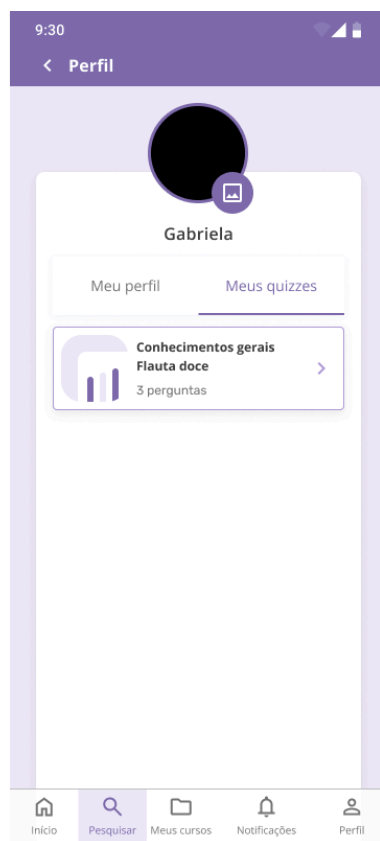 9:30
Perfil
Gabriela
Meu perfil
Meus quizzes
Conhecimentos gerais
Flauta doce
3 perguntas
Início
Pesquisar
Meus cursos
Notificações
Perfil